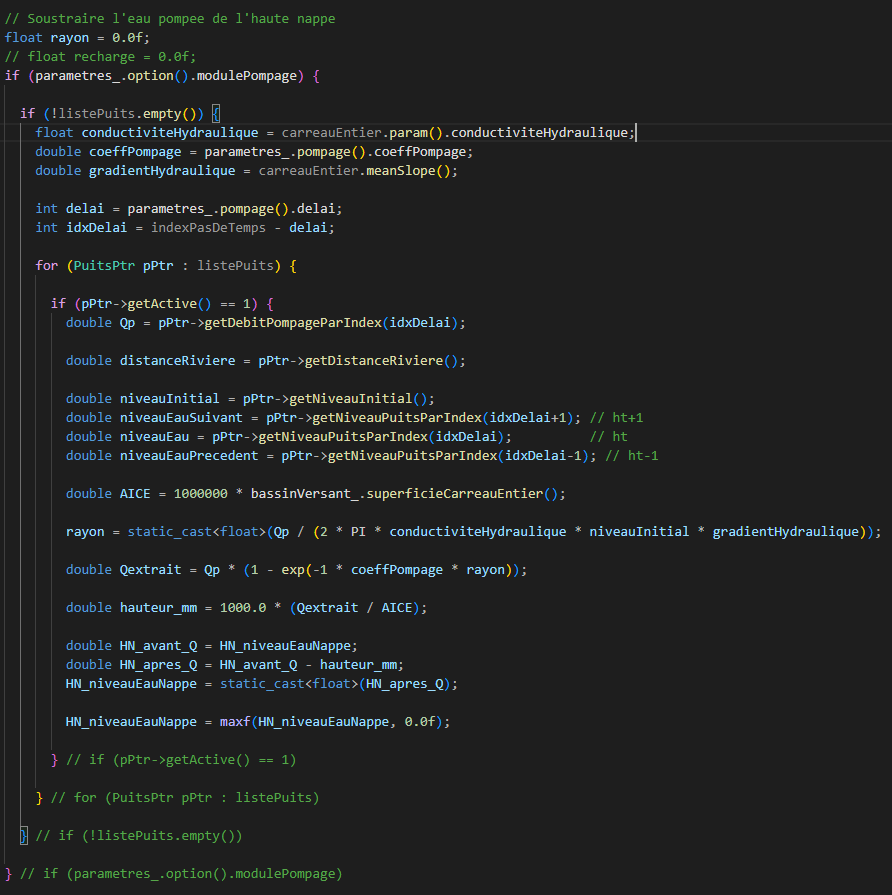 // Soustraire l'eau pompee de l'haute nappe
float rayon = 0.0f;
// float recharge = 0.0f;
if (parametres_.option().modulePompage) {
if (!listePuits.empty()) {
float conductiviteHydraulique = carreauEntier.param().conductiviteHydraulique;
double coeffPompage = parametres_.pompage().coeffPompage;
double gradientHydraulique = carreauEntier.meanSlope();
int delai = parametres_.pompage().delai;
int idxDelai = indexPasDeTemps - delai;
for (PuitsPtr pPtr : listePuits) {
if (pPtr->getActive() == 1) {
double Qp = pPtr->getDebitPompageParIndex(idxDelai);
double distanceRiviere = pPtr->getDistanceRiviere();
double niveauInitial = pPtr->getNiveauInitial();
double niveauEauSuivant = pPtr->getNiveauPuitsParIndex(idxDelai+1); // ht+1
double niveauEau = pPtr->getNiveauPuitsParIndex(idxDelai); // ht
double niveauEauPrecedent = pPtr->getNiveauPuitsParIndex(idxDelai-1); // ht-1
double AICE = 1000000 * bassinVersant_.superficieCarreauEntier();
rayon = static_cast<float>(Qp / (2 * PI * conductiviteHydraulique * niveauInitial * gradientHydraulique));
double Qextrait = Qp * (1 - exp(-1 * coeffPompage * rayon));
double hauteur_mm = 1000.0 * (Qextrait / AICE);
double HN_avant_Q = HN_niveauEauNappe;
double HN_apres_Q = HN_avant_Q - hauteur_mm;
HN_niveauEauNappe = static_cast<float>(HN_apres_Q);
HN_niveauEauNappe = maxf(HN_niveauEauNappe, 0.0f);
} // if (pPtr->getActive() == 1)
} // for (PuitsPtr pPtr : listePuits)
} // if (!listePuits.empty())
} // if (parametres_.option().modulePompage)